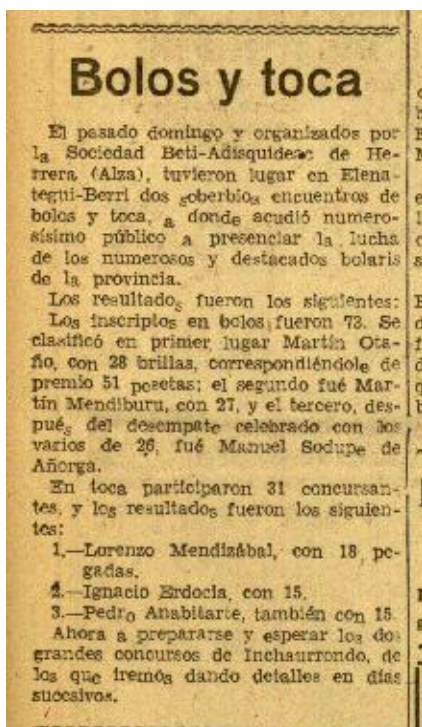 Bolos y toca
El pasado domingo y organizados por
la Sociedad Beti-Adisquideac de He-
rrera (Alza), tuvieron lugar en Elena-
tegui-Berri dos soberbios encuentros de
bolos y toca, a donde acudió numero-
sísimo público a presenciar la lucha
de los numerosos y destacados bolaris
de la provincia.
Los resultados fueron los siguientes:
Los inscriptos en bolos fueron 73. Se
clasificó en primer lugar Martín Ota-
ño, con 28 brillas, correspondiéndole de
premio 51 pesetas; el segundo fué Mar-
tín Mendiburu, con 27, y el tercero, des-
pués del desempate celebrado con los
varios de 26, fué Manuel Sodupe de
Añorga.
En toca participaron 31 concursan-
tes, y los resultados fueron los siguien-
tes:
1.—Lorenzo Mendizábal, con 18 pe-
gadas.
2.—Ignacio Erdocia, con 15.
3.—Pedro Anabitarte, también con 15
Ahora a prepararse y esperar los dos
grandes concursos de Inchaurrondo, de
los que iremos dando detalles en días
sucesivos.